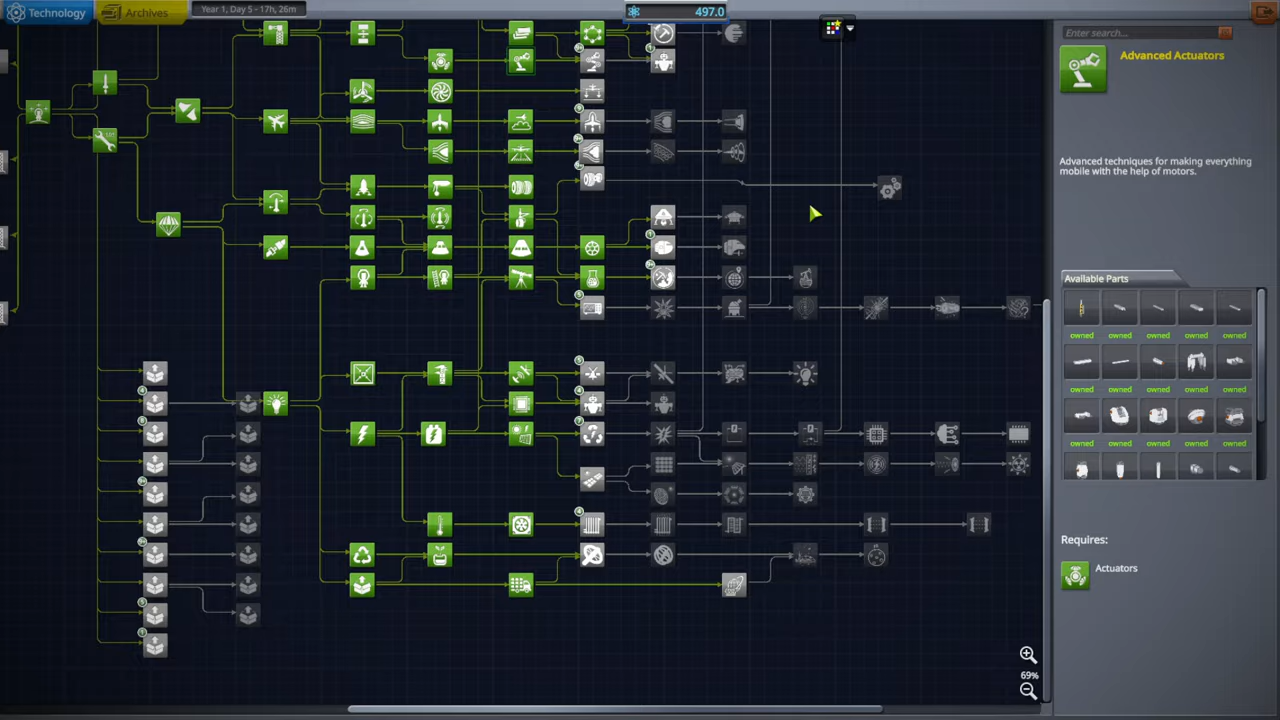 Technology
Archives
Year 1, Day 5 - 17h, 26m
497.0
Enter search...
Advanced Actuators
Advanced techniques for making everything
mobile with the help of motors.
Available Parts
owned owned owned owned owned
owned owned owned owned owned
owned owned owned owned owned
Requires:
Actuators
69%